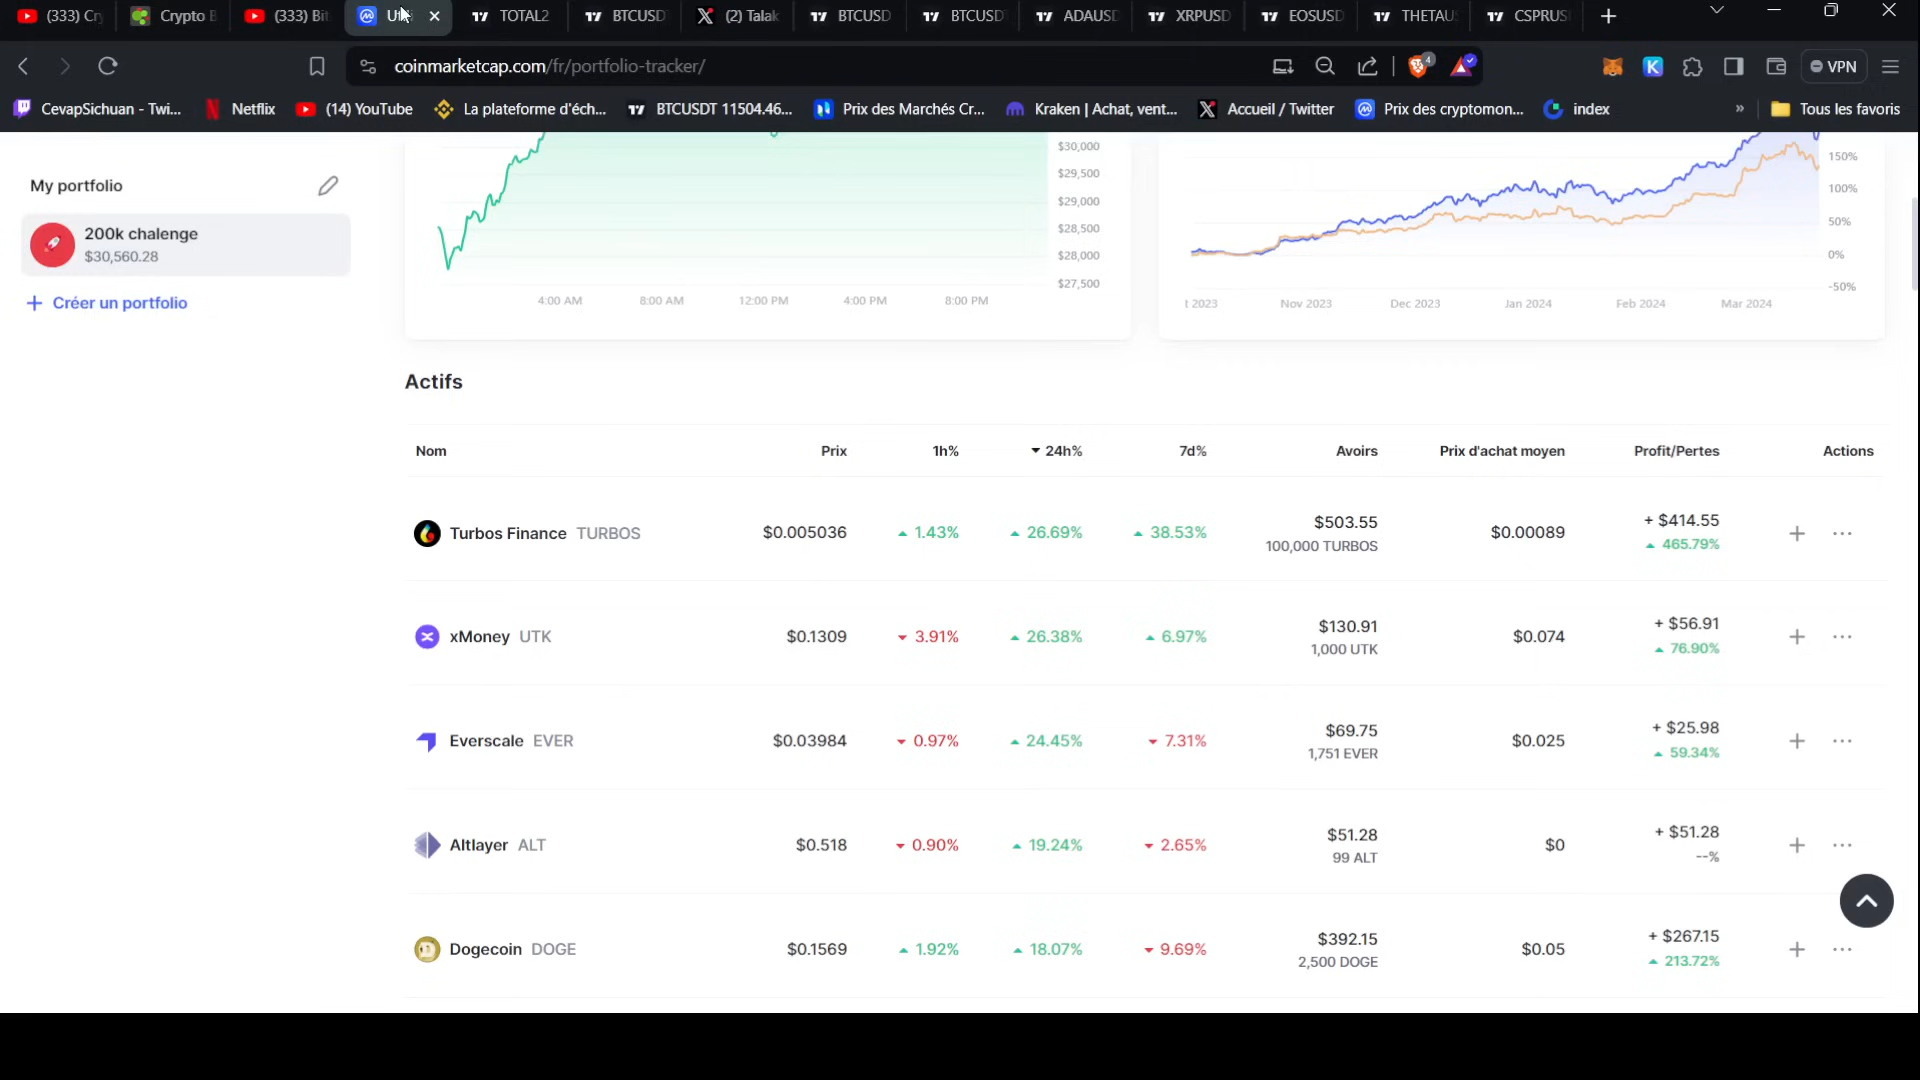 (333) Cr
Crypto B
(333) Bit
TOTAL2
BTCUSD
(2) Talak
BTCUSD
BTCUSD
ADAUSD
XRPUSD
EOSUSD
THETAUS
CSPRUS
coinmarketcap.com/fr/portfolio-tracker/
4
VPN
CevapSichuan - Twi...
Netflix
(14) YouTube
La plateforme d'éch...
BTCUSDT 11504.46...
Prix des Marchés Cr...
Kraken | Achat, vent...
Accueil / Twitter
Prix des cryptomon...
index
»
Tous les favoris
My portfolio
200k chalenge
$30,560.28
+ Créer un portfolio
$30,000
$29,500
$29,000
$28,500
$28,000
$27,500
4:00 AM 8:00 AM 12:00 PM 4:00 PM 8:00 PM
150%
100%
50%
0%
-50%
t 2023 Nov 2023 Dec 2023 Jan 2024 Feb 2024 Mar 2024
Actifs
Nom Prix 1h% 24h% 7d% Avoirs Prix d'achat moyen Profit/Pertes Actions
Turbos Finance TURBOS $0.005036 1.43% 26.69% 38.53% $503.55 $0.00089 + $414.55
100,000 TURBOS 465.79%
xMoney UTK $0.1309 3.91% 26.38% 6.97% $130.91 $0.074 + $56.91
1,000 UTK 76.90%
Everscale EVER $0.03984 0.97% 24.45% 7.31% $69.75 $0.025 + $25.98
1,751 EVER 59.34%
Altlayer ALT $0.518 0.90% 19.24% 2.65% $51.28 $0 + $51.28
99 ALT --%
Dogecoin DOGE $0.1569 1.92% 18.07% 9.69% $392.15 $0.05 + $267.15
2,500 DOGE 213.72%